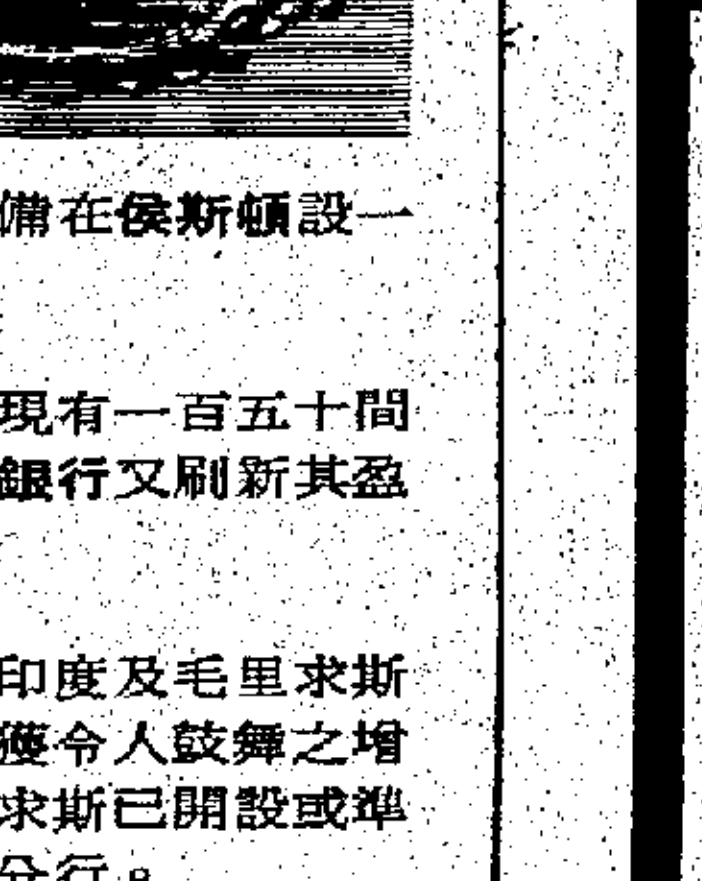 備在侯斯頓設一
現有一百五十間
銀行又刷新其盈
印度及毛里求斯
獲令人鼓舞之增
求斯已開設或準
分行。